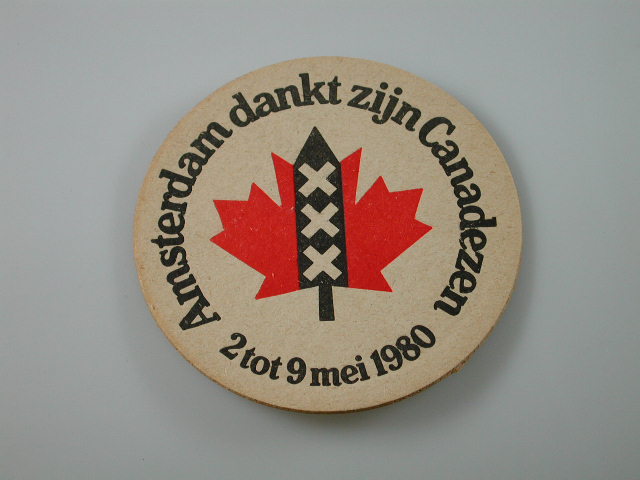 Amsterdam dankt zijn Canadezen
2 tot 9 mei 1980